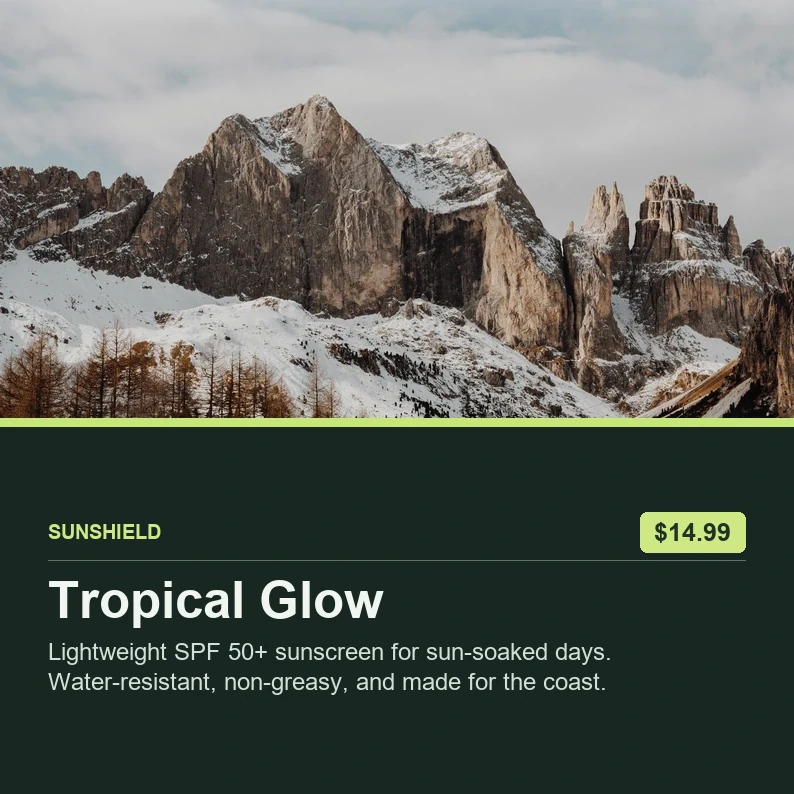 SUNSHIELD
$14.99
Tropical Glow
Lightweight SPF 50+ sunscreen for sun-soaked days.
Water-resistant, non-greasy, and made for the coast.